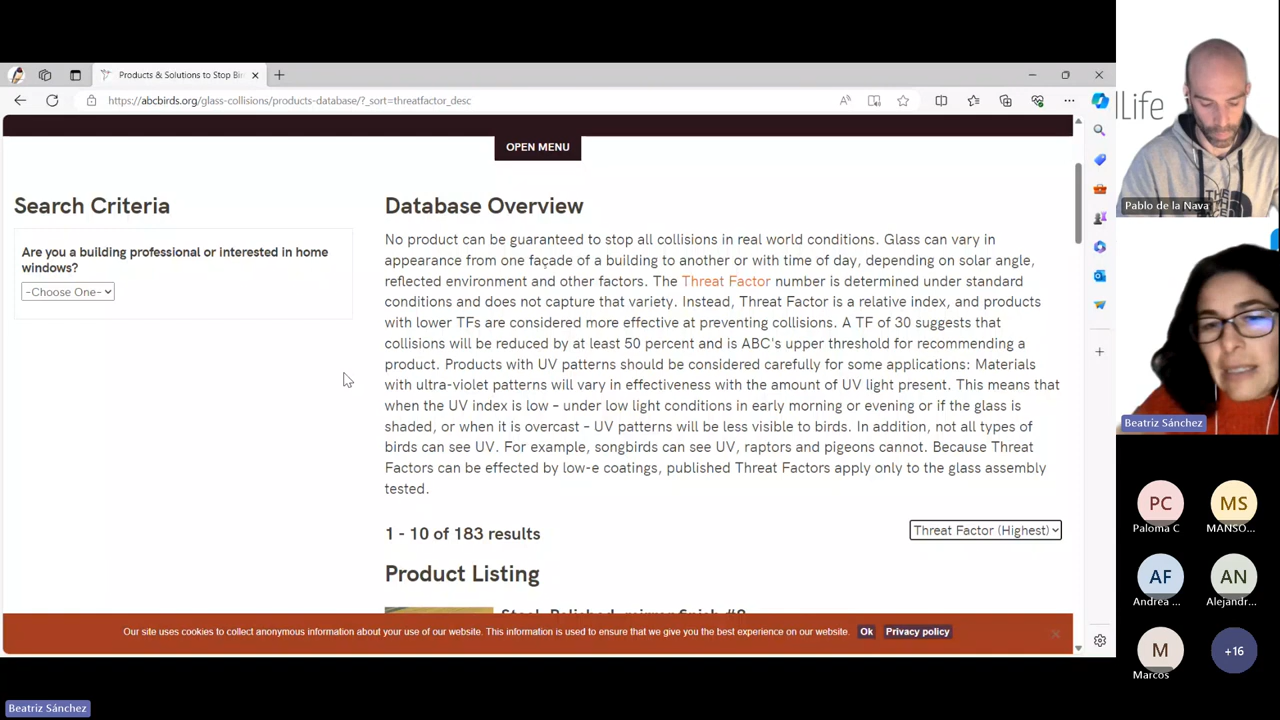 Products & Solutions to Stop Bir
https://abcbirds.org/glass-collisions/products-database/?_sort=threatfactor_desc
OPEN MENU
Search Criteria
Are you a building professional or interested in home
windows?
-Choose One-
Database Overview
No product can be guaranteed to stop all collisions in real world conditions. Glass can vary in
appearance from one façade of a building to another or with time of day, depending on solar angle,
reflected environment and other factors. The Threat Factor number is determined under standard
conditions and does not capture that variety. Instead, Threat Factor is a relative index, and products
with lower TFs are considered more effective at preventing collisions. A TF of 30 suggests that
collisions will be reduced by at least 50 percent and is ABC's upper threshold for recommending a
product. Products with UV patterns should be considered carefully for some applications: Materials
with ultra-violet patterns will vary in effectiveness with the amount of UV light present. This means that
when the UV index is low – under low light conditions in early morning or evening or if the glass is
shaded, or when it is overcast – UV patterns will be less visible to birds. In addition, not all types of
birds can see UV. For example, songbirds can see UV, raptors and pigeons cannot. Because Threat
Factors can be effected by low-e coatings, published Threat Factors apply only to the glass assembly
tested.
1 - 10 of 183 results
Threat Factor (Highest)
Product Listing
Our site uses cookies to collect anonymous information about your use of our website. This information is used to ensure that we give you the best experience on our website.
Ok
Privacy policy
Life
Pablo de la Nava
Beatriz Sánchez
PC
Paloma C
MS
MANSO...
AF
Andrea ...
AN
Alejandr...
M
Marcos
+16
Beatriz Sánchez